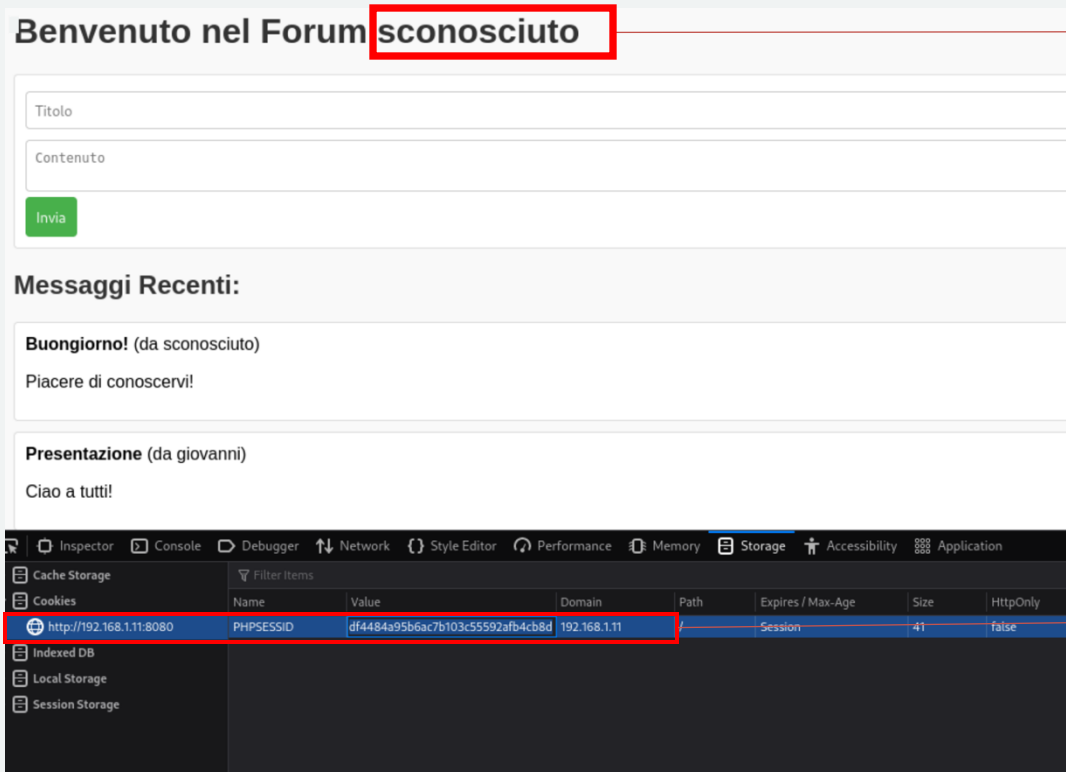 Benvenuto nel Forum sconosciuto
Titolo
Contenuto
Invia
Messaggi Recenti:
Buongiorno! (da sconosciuto)
Piacere di conoscervi!
Presentazione (da giovanni)
Ciao a tutti!
Inspector Console Debugger Network Style Editor Performance Memory Storage Accessibility Application
Cache Storage Filter Items
Cookies Name Value Domain Path Expires / Max-Age Size HttpOnly
http://192.168.1.11:8080 PHPSESSID df4484a95b6ac7b103c55592afb4cb8d 192.168.1.11 / Session 41 false
Indexed DB
Local Storage
Session Storage